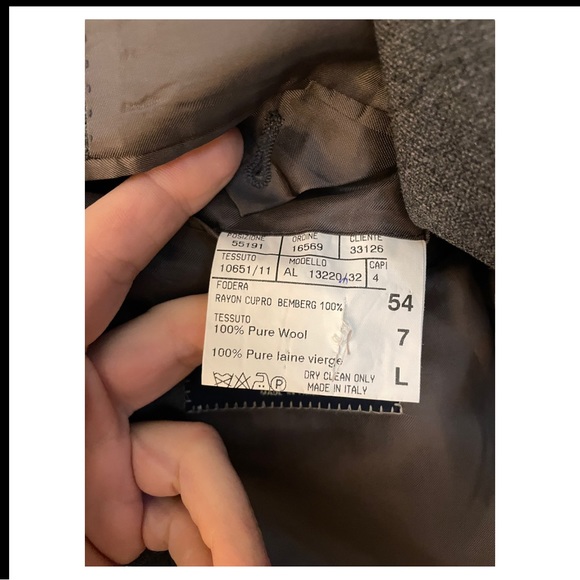 POSIZIONE ORDINE CLIENTE
55191 16569 33126
TESSUTO MODELLO CAPI
10651/11 AL 13220 32 4
FODERA
RAYON CUPRO BEMBERG 100%
54
TESSUTO
100% Pure Wool
7
100% Pure laine vierge
L
DRY CLEAN ONLY
MADE IN ITALY